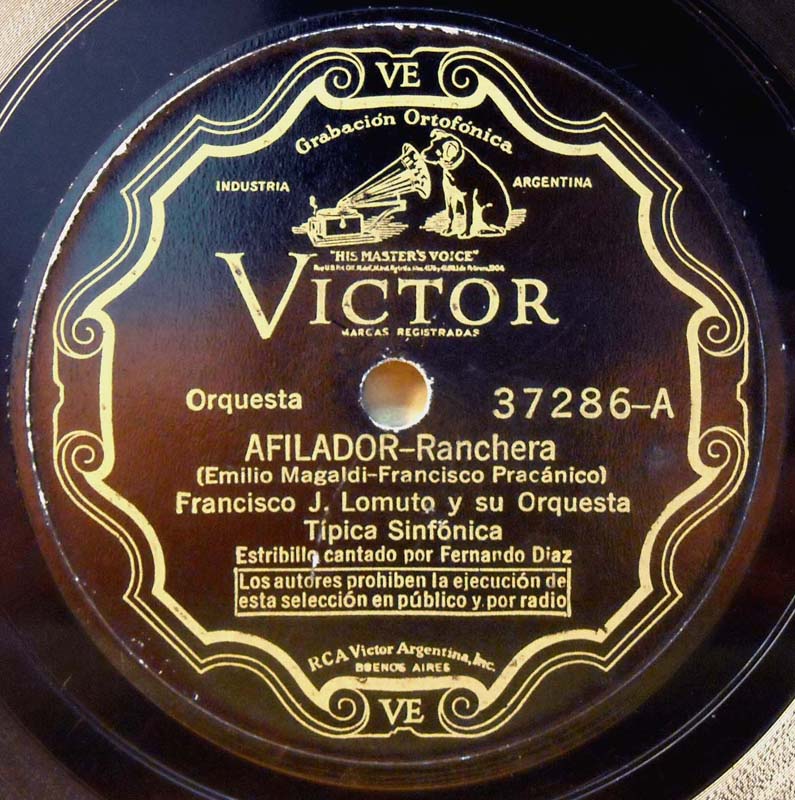 VE
Grabación Ortofónica
INDUSTRIA ARGENTINA
"HIS MASTER'S VOICE"
VICTOR
MARCAS REGISTRADAS
Orquesta 37286-A
AFILADOR-Ranchera
(Emilio Magaldi-Francisco Pracánico)
Francisco J. Lomuto y su Orquesta
Típica Sinfónica
Estribillo cantado por Fernando Diaz
Los autores prohiben la ejecución de
esta selección en público y por radio
RCA Victor Argentina, Inc.
BUENOS AIRES
VE